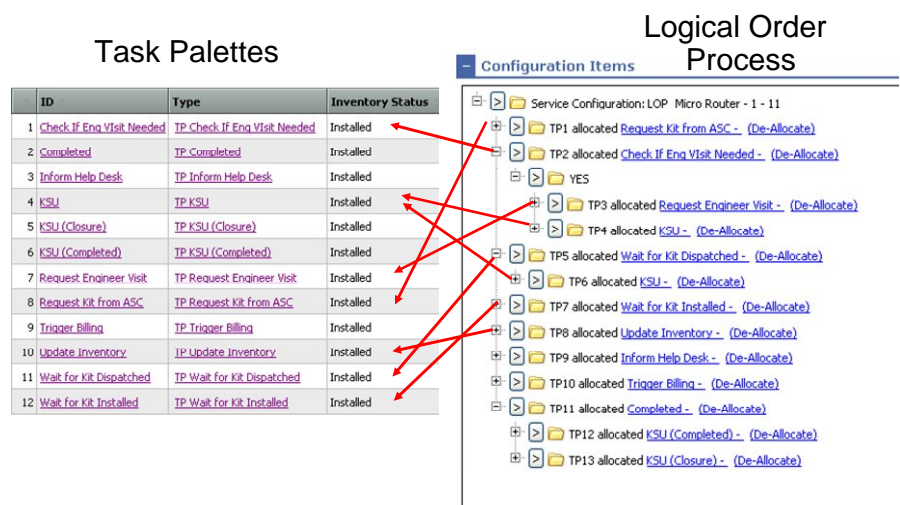 Task Palettes
Logical Order
Process
ID Type Inventory Status
1 Check If Eng VIsit Needed TP Check If Eng VIsit Needed Installed
2 Completed TP Completed Installed
3 Inform Help Desk TP Inform Help Desk Installed
4 KSU TP KSU Installed
5 KSU (Closure) TP KSU (Closure) Installed
6 KSU (Completed) TP KSU (Completed) Installed
7 Request Engineer Visit TP Request Engineer Visit Installed
8 Request Kit from ASC TP Request Kit from ASC Installed
9 Trigger Billing TP Trigger Billing Installed
10 Update Inventory TP Update Inventory Installed
11 Wait for Kit Dispatched TP Wait for Kit Dispatched Installed
12 Wait for Kit Installed TP Wait for Kit Installed Installed
Configuration Items
Service Configuration: LOP Micro Router - 1 - 11
TP1 allocated Request Kit from ASC - (De-Allocate)
TP2 allocated Check If Eng VIsit Needed - (De-Allocate)
YES
TP3 allocated Request Engineer Visit - (De-Allocate)
TP4 allocated KSU - (De-Allocate)
TP5 allocated Wait for Kit Dispatched - (De-Allocate)
TP6 allocated KSU - (De-Allocate)
TP7 allocated Wait for Kit Installed - (De-Allocate)
TP8 allocated Update Inventory - (De-Allocate)
TP9 allocated Inform Help Desk - (De-Allocate)
TP10 allocated Trigger Billing - (De-Allocate)
TP11 allocated Completed - (De-Allocate)
TP12 allocated KSU (Completed) - (De-Allocate)
TP13 allocated KSU (Closure) - (De-Allocate)